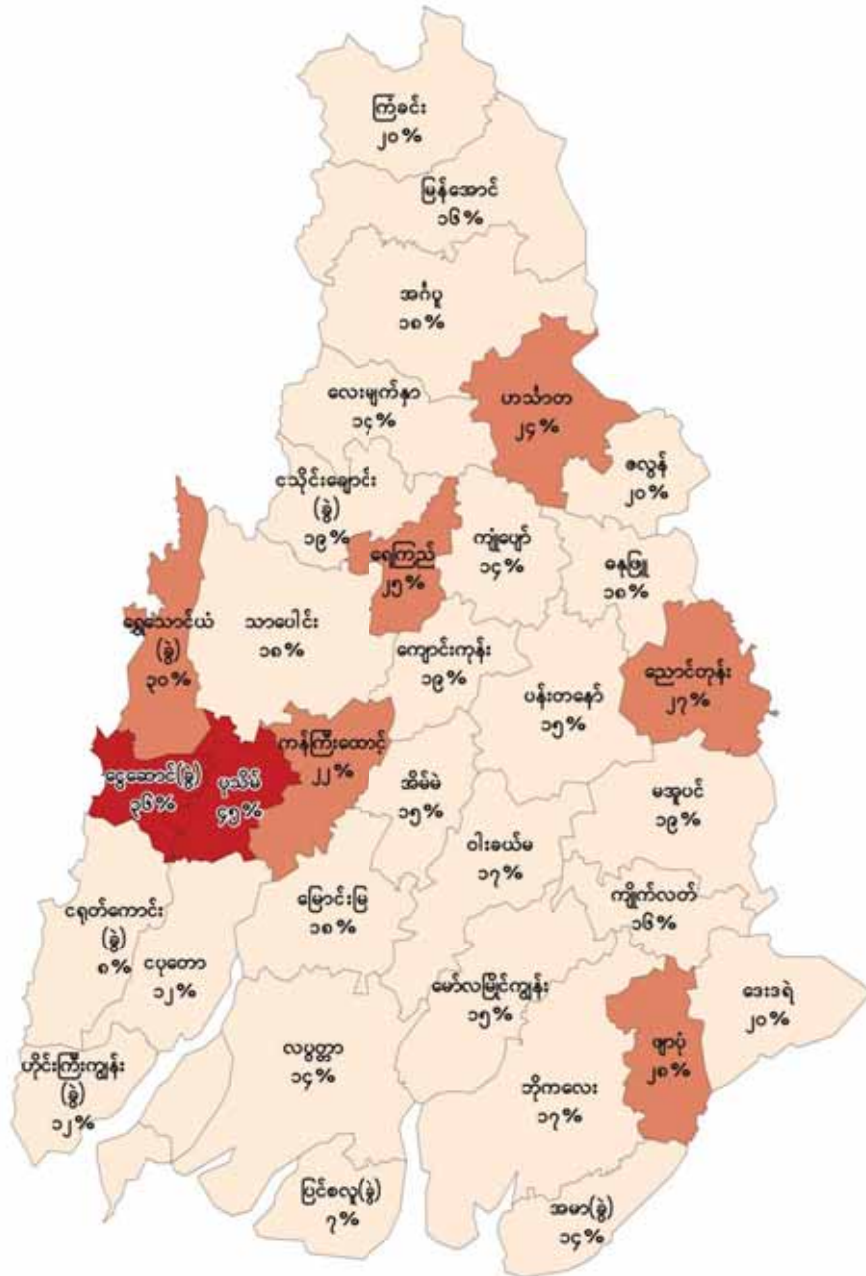 ကြံခင်း
၂၀%
မြန်အောင်
၁၆%
အင်္ဂပူ
၁၈%
လေးမျက်နှာ
၁၄%
ဟင်္သာတ
၂၄%
ဇလွန်
၂၀%
ငသိုင်းချောင်း
(ခွဲ)
၁၉%
ရေကြည်
၂၅%
ကျုံပျော်
၁၄%
ဓနုဖြူ
၁၈%
ရွှေသောင်ယံ
(ခွဲ)
၃၀%
သာပေါင်း
၁၈%
ကျောင်းကုန်း
၁၉%
ပန်းတနော်
၁၅%
ညောင်တုန်း
၂၇%
ငွေဆောင်(ခွဲ)
၃၆%
ပုသိမ်
၄၅%
ကန်ကြီးထောင့်
၂၂%
အိမ်မဲ
၁၅%
မအူပင်
၁၉%
ဝါးခယ်မ
၁၇%
ငရုတ်ကောင်း
(ခွဲ)
၈%
ငပုတော
၁၂%
မြောင်းမြ
၁၈%
ကျိုက်လတ်
၁၆%
မော်လမြိုင်ကျွန်း
၁၅%
ဒေးဒရဲ
၂၀%
ဟိုင်းကြီးကျွန်း
(ခွဲ)
၁၂%
လပွတ္တာ
၁၄%
ဘိုကလေး
၁၇%
ဖျာပုံ
၂၈%
ပြင်စလူ(ခွဲ)
၇%
အမာ(ခွဲ)
၁၄%